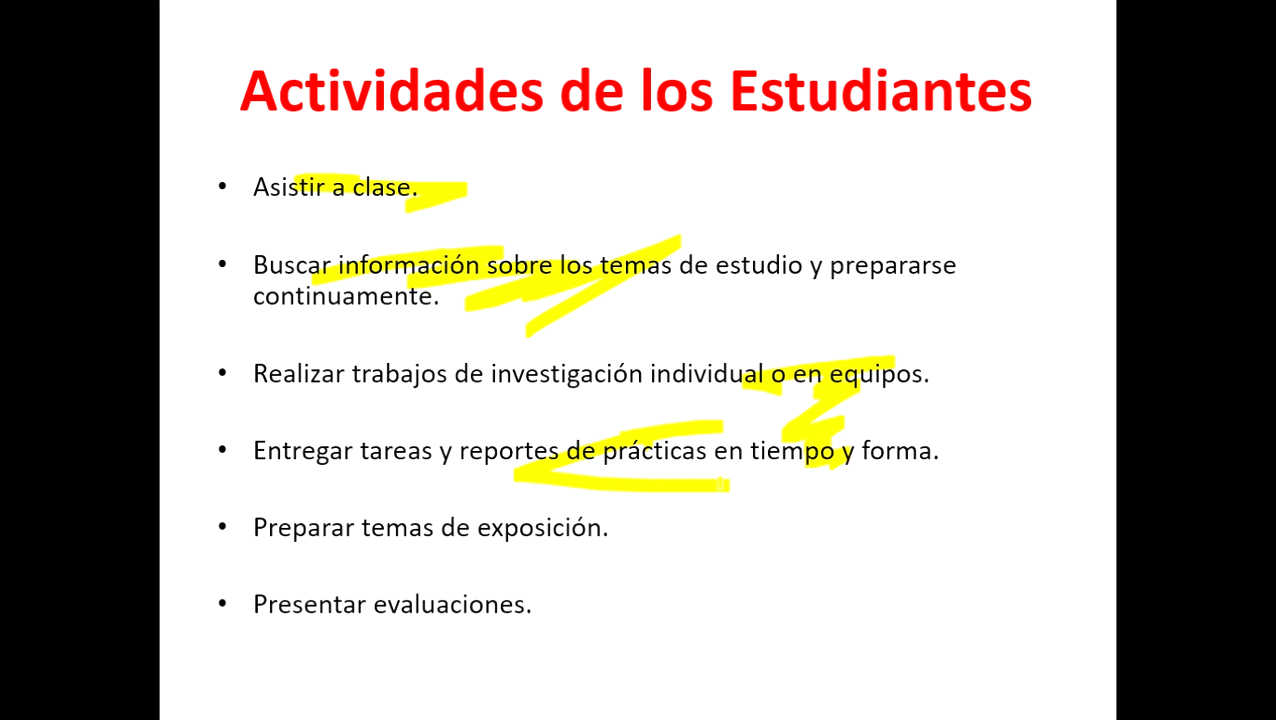 Actividades de los Estudiantes
• Asistir a clase.
• Buscar información sobre los temas de estudio y prepararse
continuamente.
• Realizar trabajos de investigación individual o en equipos.
• Entregar tareas y reportes de prácticas en tiempo y forma.
• Preparar temas de exposición.
• Presentar evaluaciones.